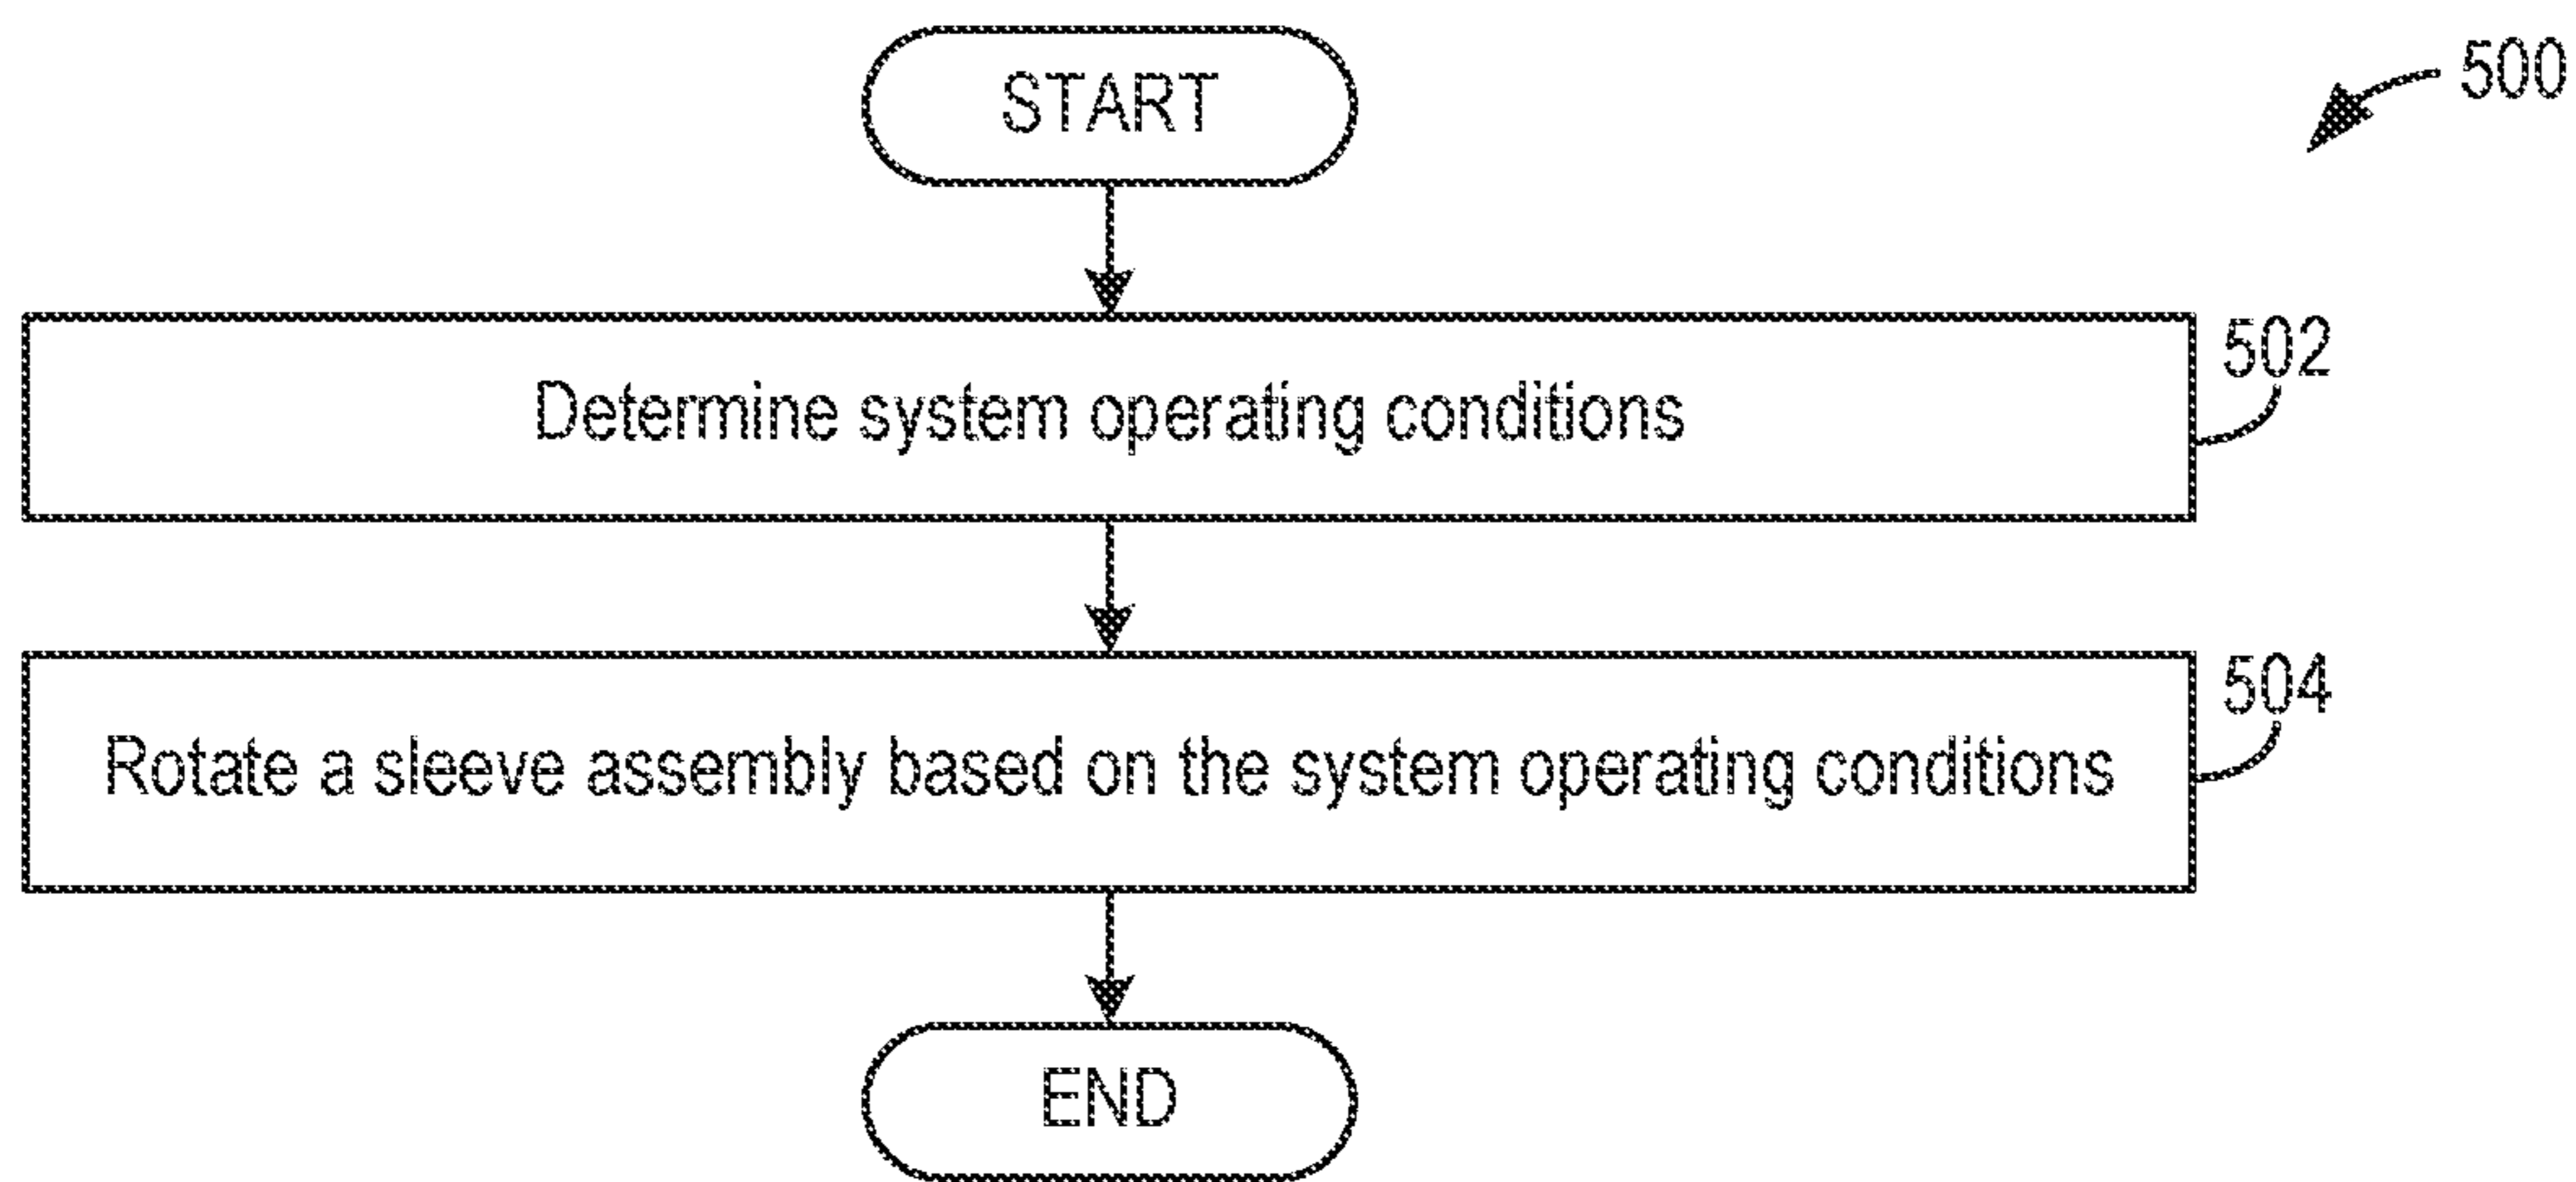 START
500
Determine system operating conditions
502
Rotate a sleeve assembly based on the system operating conditions
504
END